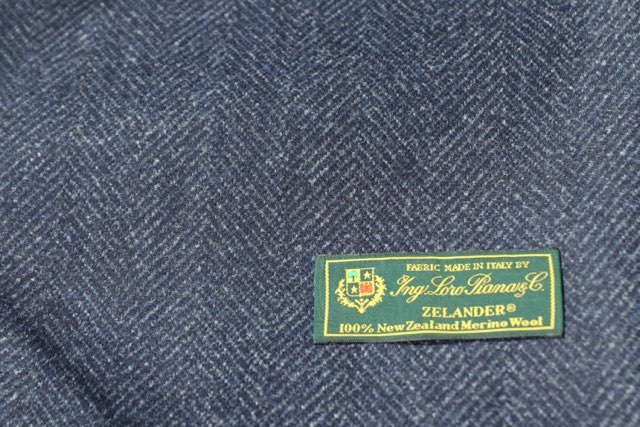 FABRIC MADE IN ITALY BY
Ing. Loro Piana & C.
ZELANDER®
100% New Zealand Merino Wool